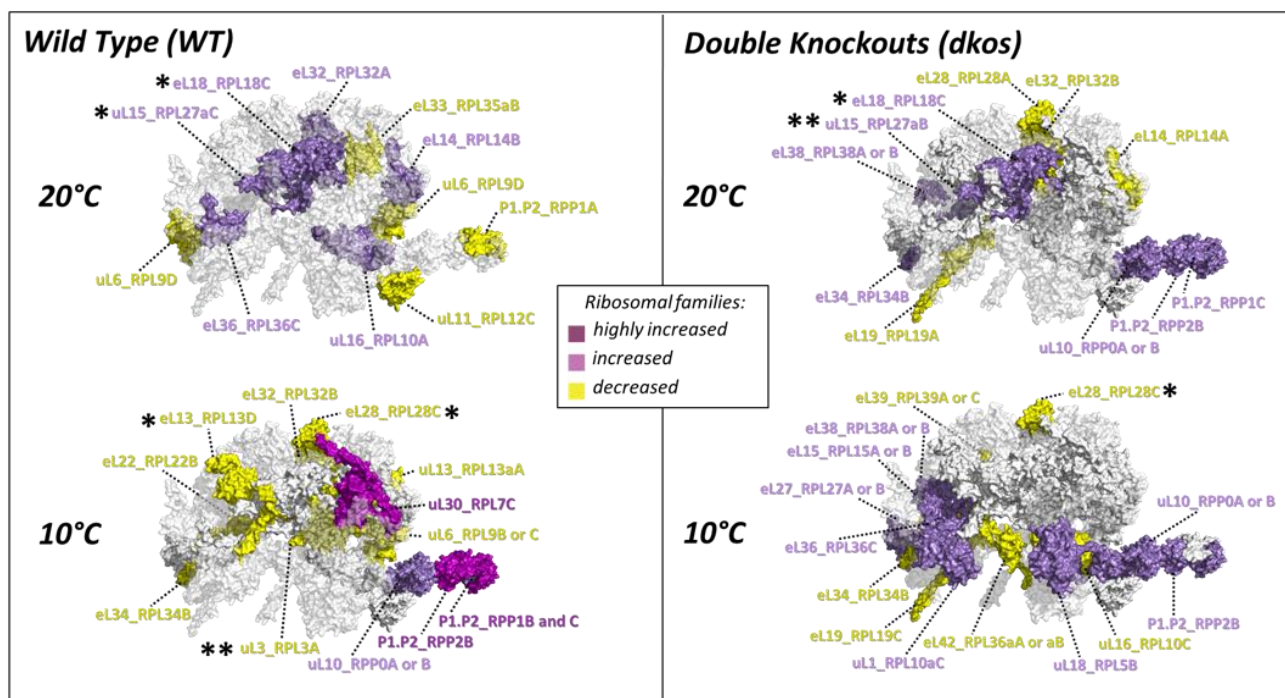 Wild Type (WT)
20°C
* eL18_RPL18C
eL32_RPL32A
* uL15_RPL27aC
eL33_RPL35aB
eL14_RPL14B
uL6_RPL9D
P1.P2_RPP1A
uL6_RPL9D
uL11_RPL12C
eL36_RPL36C
uL16_RPL10A
10°C
eL32_RPL32B
* eL13_RPL13D
eL28_RPL28C *
eL22_RPL22B
uL13_RPL13aA
uL30_RPL7C
uL6_RPL9B or C
eL34_RPL34B
P1.P2_RPP1B and C
** uL3_RPL3A
P1.P2_RPP2B
uL10_RPP0A or B
Ribosomal families:
highly increased
increased
decreased
Double Knockouts (dkos)
20°C
eL28_RPL28A
eL32_RPL32B
* eL18_RPL18C
** uL15_RPL27aB
eL38_RPL38A or B
eL14_RPL14A
eL34_RPL34B
P1.P2_RPP1C
eL19_RPL19A
P1.P2_RPP2B
uL10_RPP0A or B
10°C
eL39_RPL39A or C
eL28_RPL28C *
eL38_RPL38A or B
eL15_RPL15A or B
eL27_RPL27A or B
uL10_RPP0A or B
eL36_RPL36C
eL34_RPL34B
eL19_RPL19C
eL42_RPL36aA or aB
uL16_RPL10C
P1.P2_RPP2B
uL1_RPL10aC
uL18_RPL5B